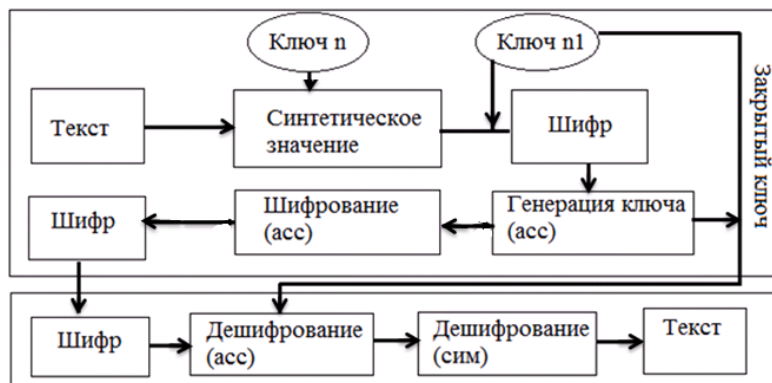 Ключ n
Ключ n1
Текст
Синтетическое
значение
Шифр
Закрытый ключ
Шифр
Шифрование
(асс)
Генерация ключа
(асс)
Шифр
Дешифрование
(асс)
Дешифрование
(сим)
Текст